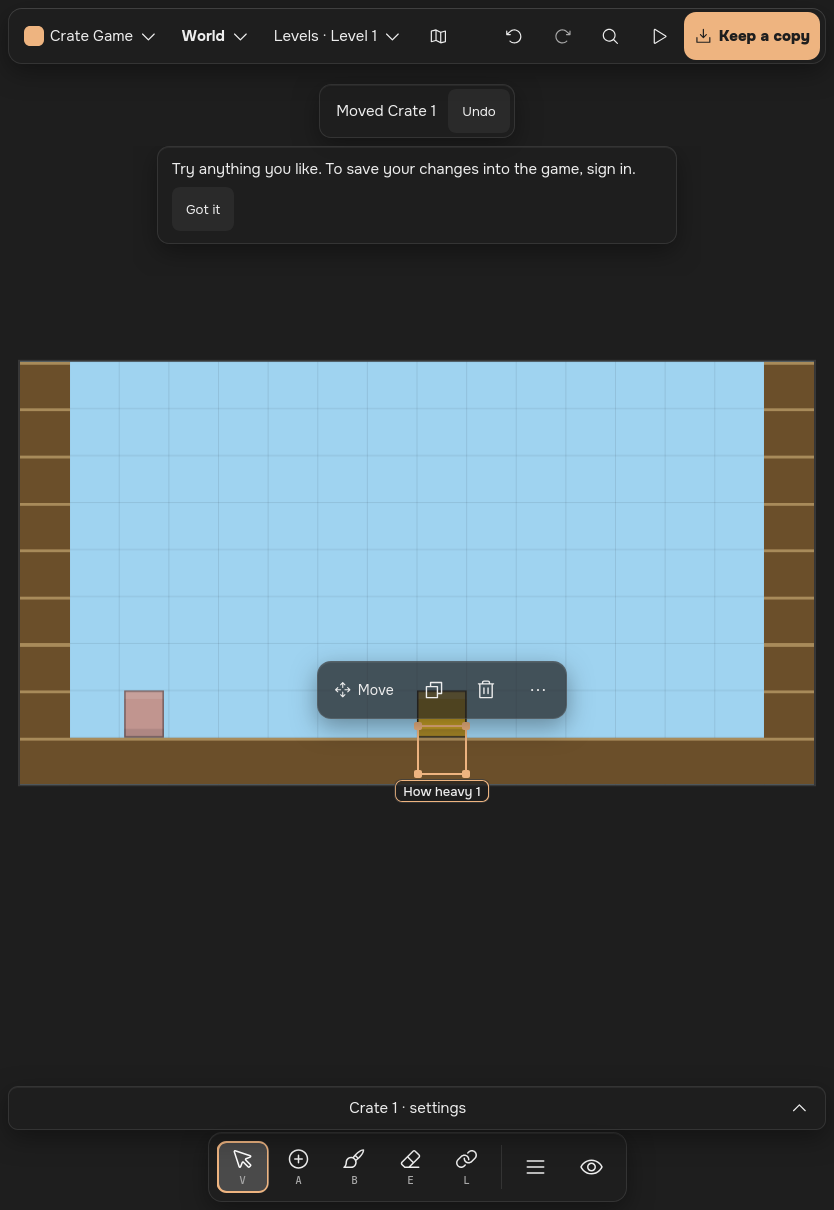 Crate Game
World
Levels · Level 1
Keep a copy
Moved Crate 1
Undo
Try anything you like. To save your changes into the game, sign in.
Got it
Move
How heavy 1
Crate 1 · settings
V
A
B
E
L